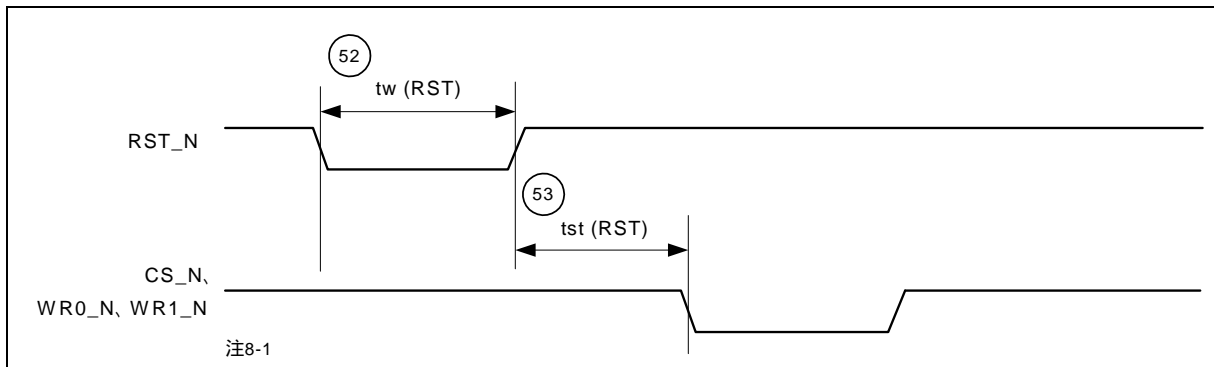 52
tw (RST)
RST_N
53
tst (RST)
CS_N、
WR0_N、WR1_N
注8-1